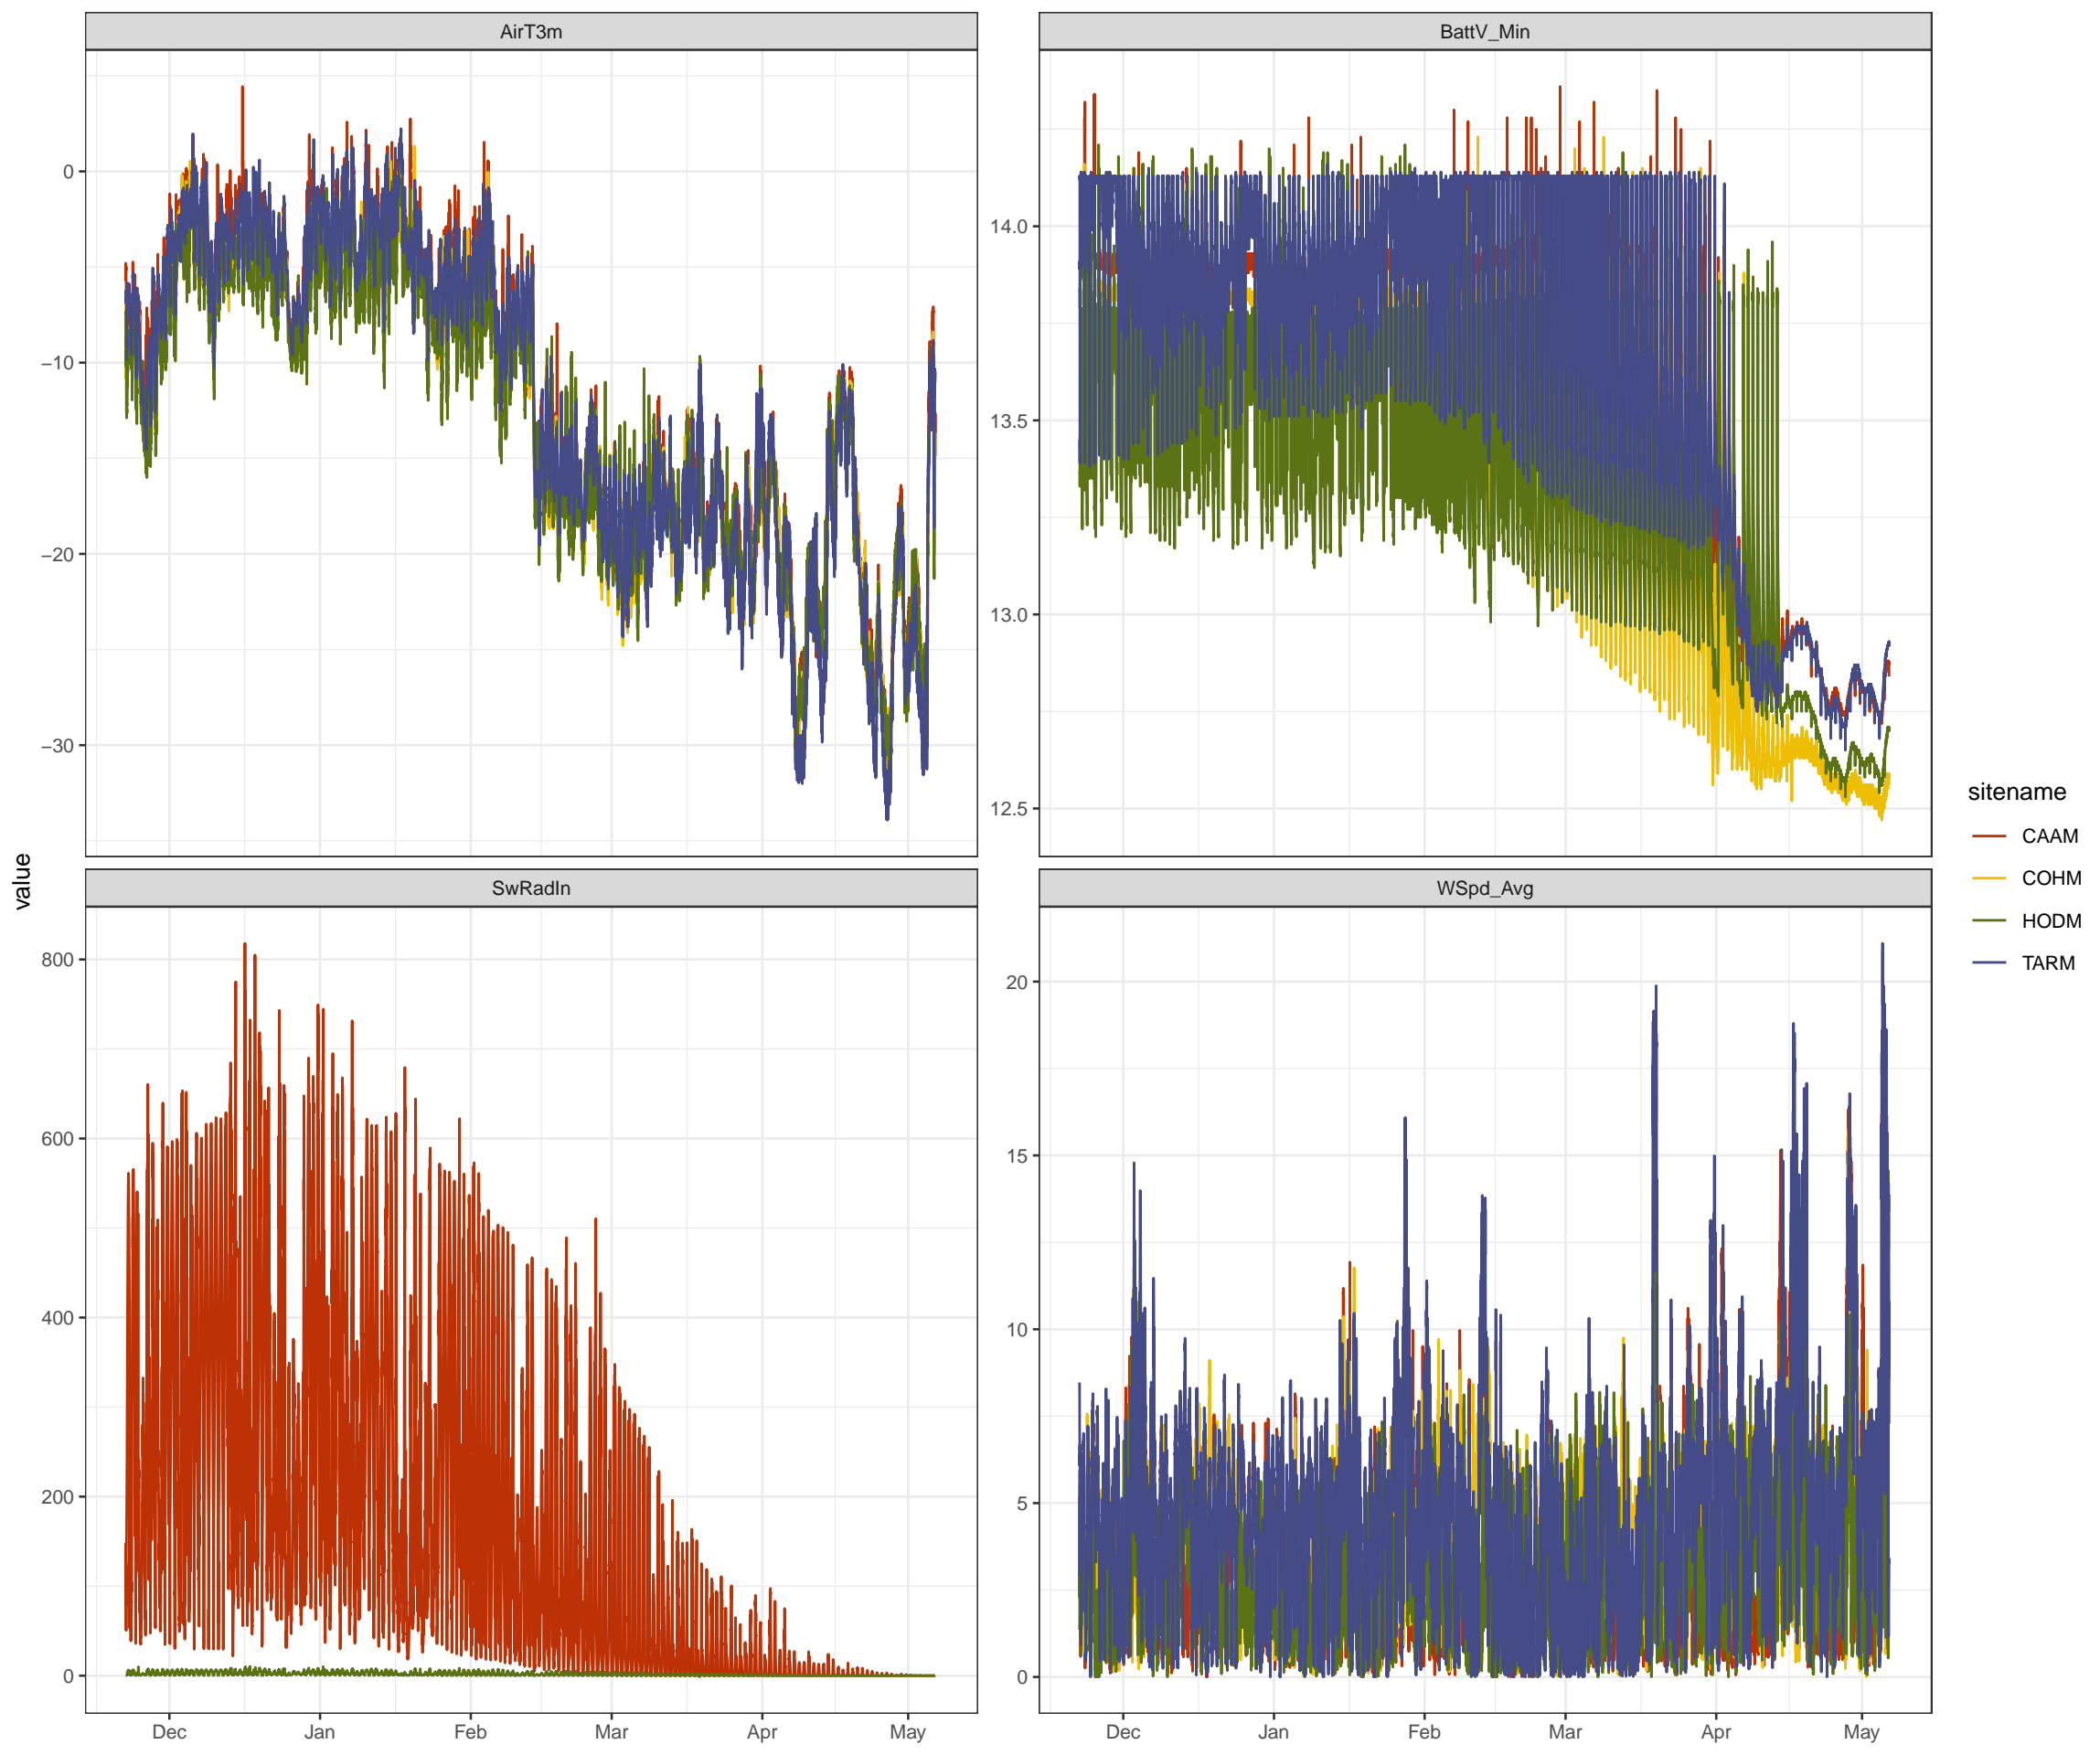 AirT3m
BattV_Min
0
−10
−20
−30
14.0
13.5
13.0
12.5
value
SwRadIn
WSpd_Avg
800
600
400
200
0
20
15
10
5
0
Dec Jan Feb Mar Apr May
Dec Jan Feb Mar Apr May
sitename
CAAM
COHM
HODM
TARM